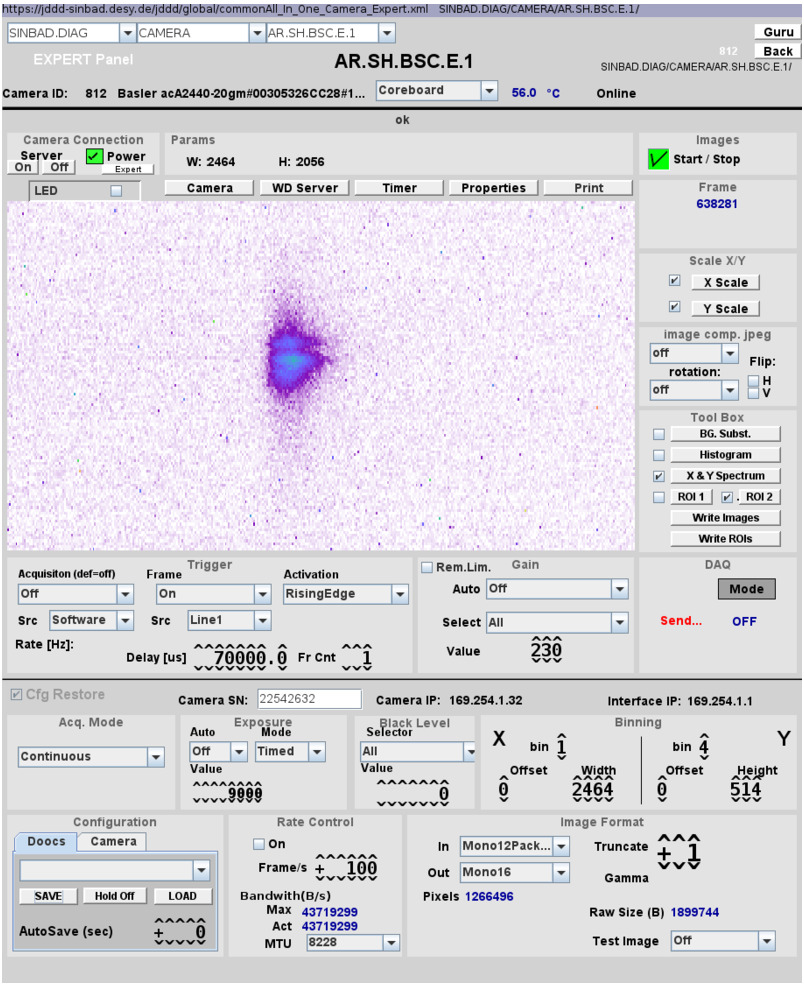 https://jddd-sinbad.desy.de/jddd/global/commonAll_In_One_Camera_Expert.xml SINBAD.DIAG/CAMERA/AR.SH.BSC.E.1/
SINBAD.DIAG CAMERA AR.SH.BSC.E.1 Guru
EXPERT Panel AR.SH.BSC.E.1 812 Back
SINBAD.DIAG/CAMERA/AR.SH.BSC.E.1/
Camera ID: 812 Basler acA2440-20gm#00305326CC28#1... Coreboard 56.0 °C Online
ok
Camera Connection Params Images
Server Power W: 2464 H: 2056 Start / Stop
On Off Expert
LED Camera WD Server Timer Properties Print Frame
638281
Scale X/Y
X Scale
Y Scale
image comp. jpeg
off Flip:
rotation: H
off V
Tool Box
BG. Subst.
Histogram
X & Y Spectrum
ROI 1 . ROI 2
Write Images
Write ROIs
Trigger Rem.Lim. Gain DAQ
Acquisiton (def=off) Frame Activation
Off On RisingEdge Auto Off Mode
Src Software Src Line1 Select All Send... OFF
Rate [Hz]: Value 230
Delay [us] 70000.0 Fr Cnt 1
Cfg Restore Camera SN: 22542632 Camera IP: 169.254.1.32 Interface IP: 169.254.1.1
Acq. Mode Exposure Black Level Binning
Auto Mode Selector X bin 1 bin 4 Y
Continuous Off Timed All
Value Value Offset Width Offset Height
9000 0 0 2464 0 514
Configuration Rate Control Image Format
Doocs Camera On In Mono12Pack... Truncate + 1
Frame/s + 100 Out Mono16 Gamma
SAVE Hold Off LOAD Bandwith(B/s) Pixels 1266496
Max 43719299 Raw Size (B) 1899744
AutoSave (sec) + 0 Act 43719299
MTU 8228 Test Image Off